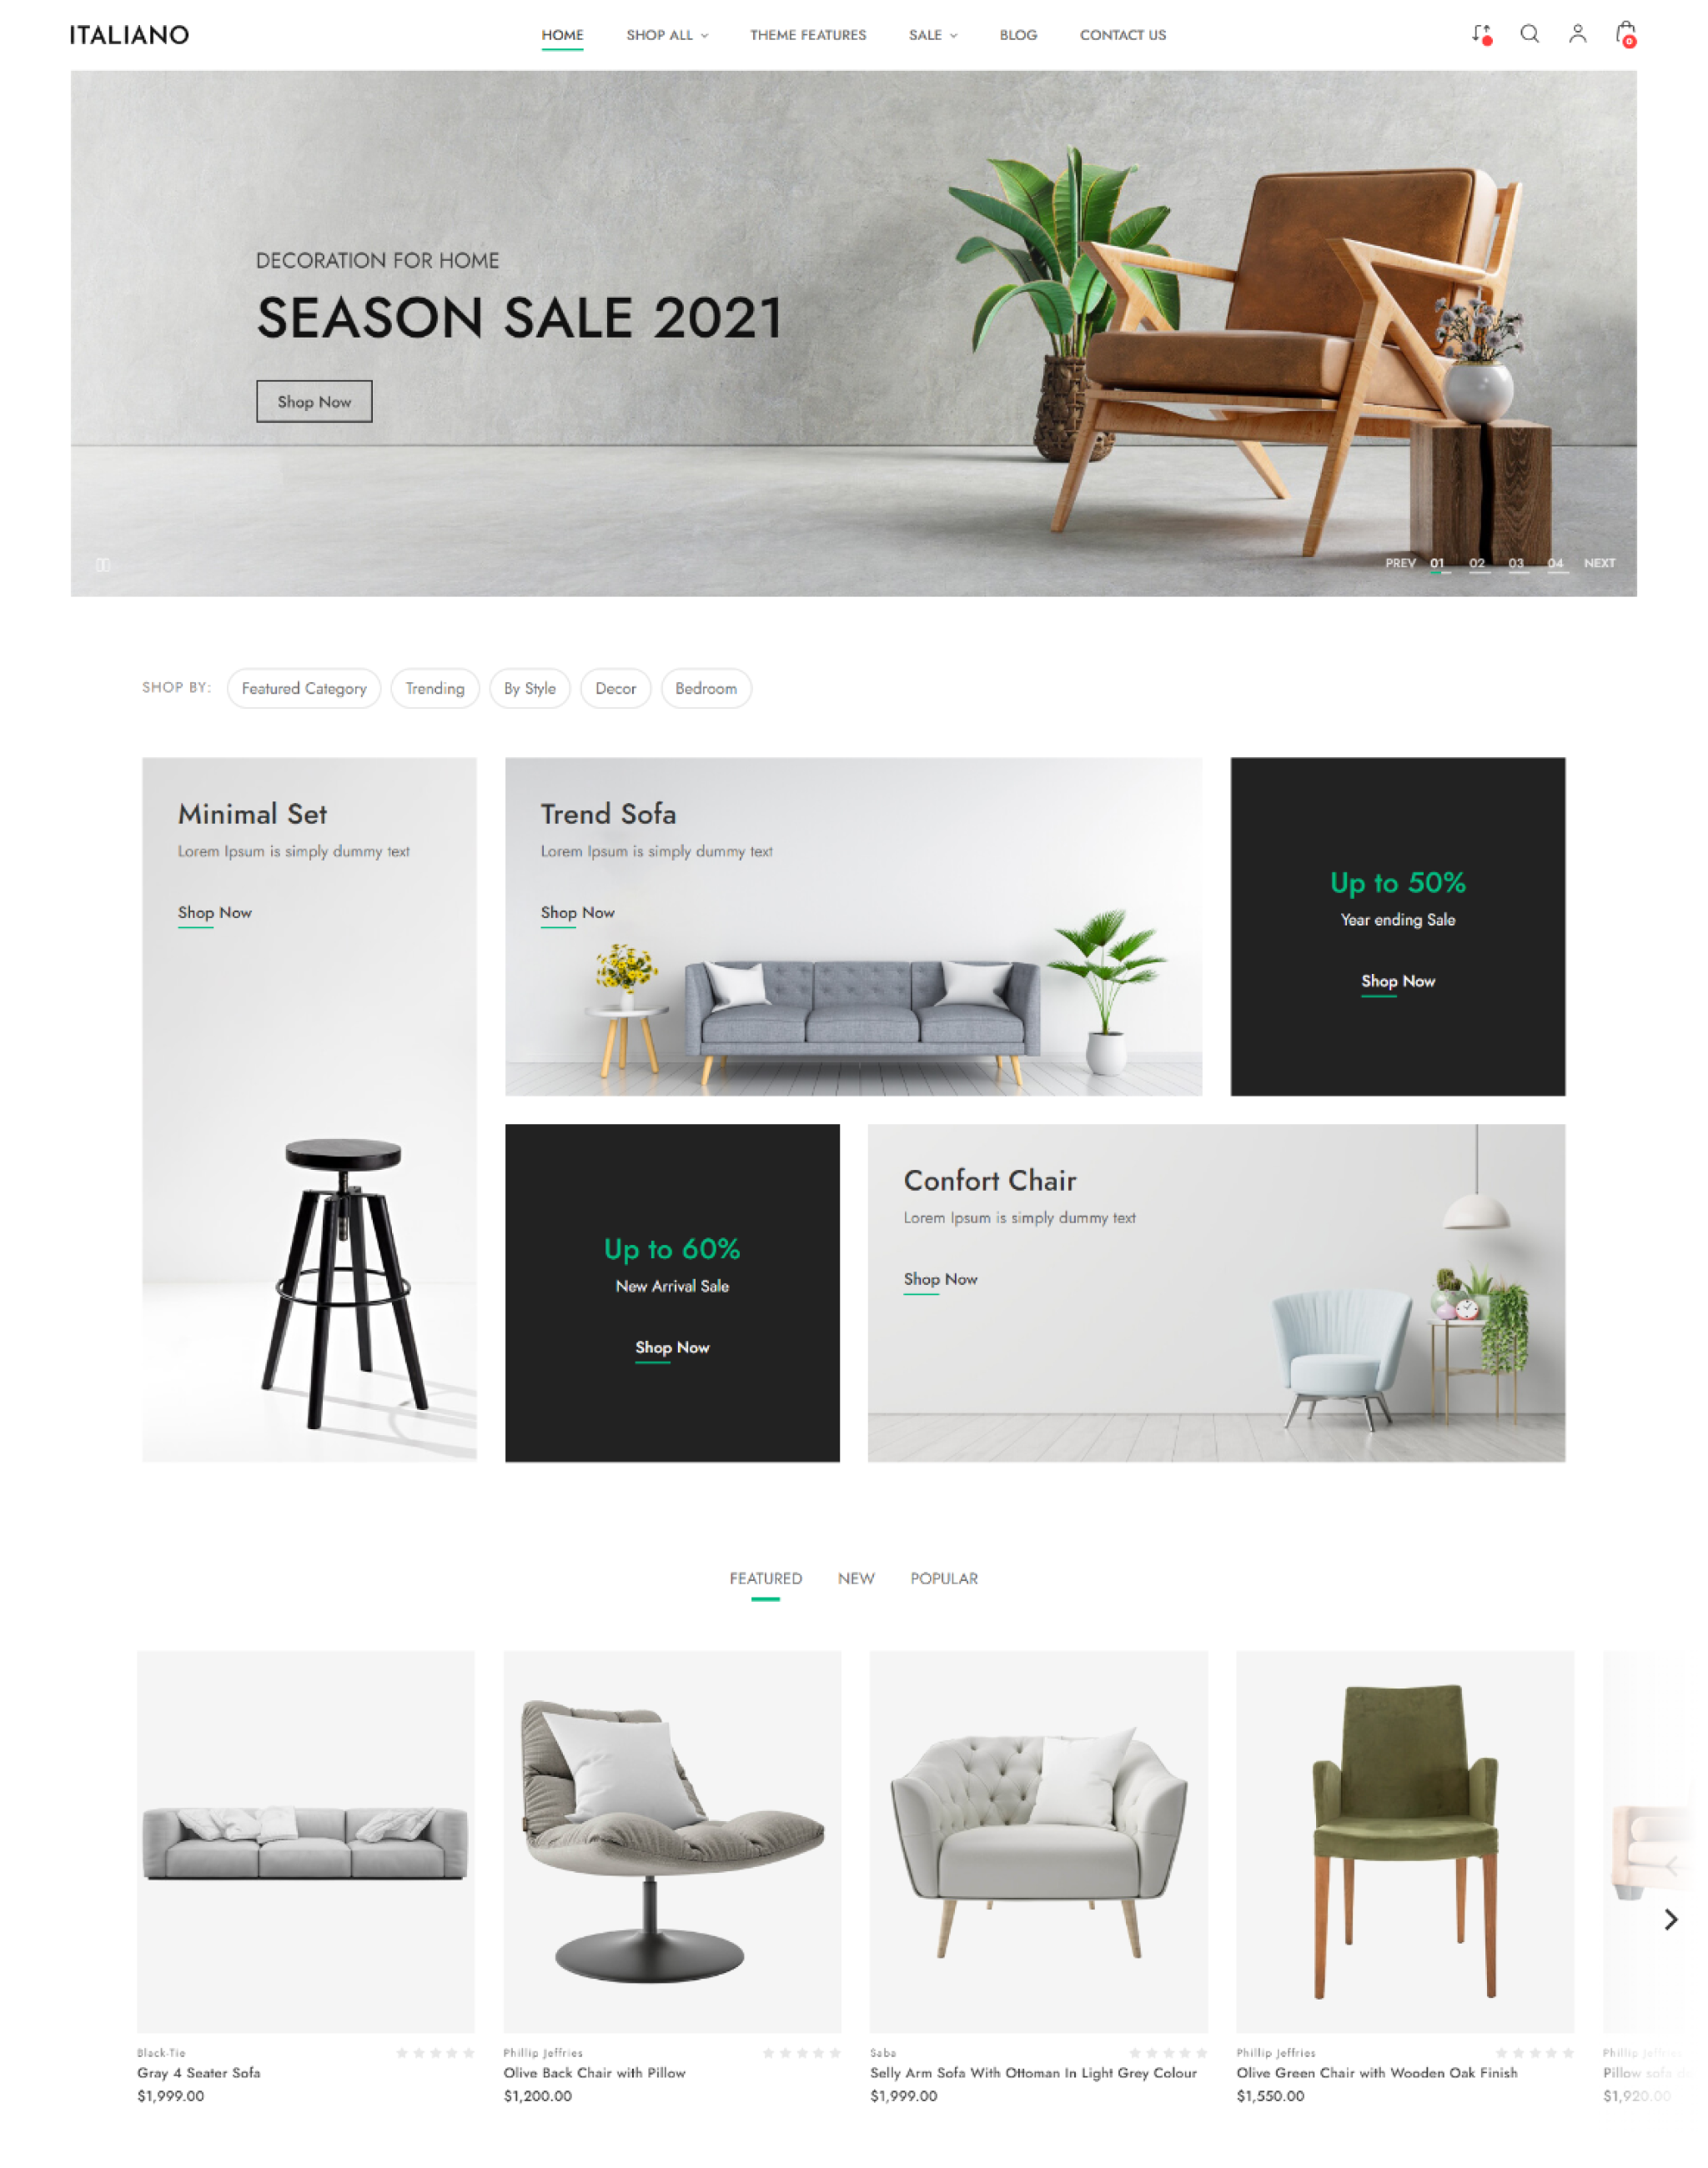 ITALIANO
HOME SHOP ALL THEME FEATURES SALE BLOG CONTACT US
0
DECORATION FOR HOME
SEASON SALE 2021
Shop Now
PREV 01 02 03 04 NEXT
SHOP BY: Featured Category Trending By Style Decor Bedroom
Minimal Set
Lorem Ipsum is simply dummy text
Shop Now
Trend Sofa
Lorem Ipsum is simply dummy text
Shop Now
Up to 50%
Year ending Sale
Shop Now
Up to 60%
New Arrival Sale
Shop Now
Confort Chair
Lorem Ipsum is simply dummy text
Shop Now
FEATURED NEW POPULAR
Black-Tie
Gray 4 Seater Sofa
$1,999.00
Phillip Jeffries
Olive Back Chair with Pillow
$1,200.00
Saba
Selly Arm Sofa With Ottoman In Light Grey Colour
$1,999.00
Phillip Jeffries
Olive Green Chair with Wooden Oak Finish
$1,550.00
Phillip Jeffries
Pillow sofa
$1,920.00